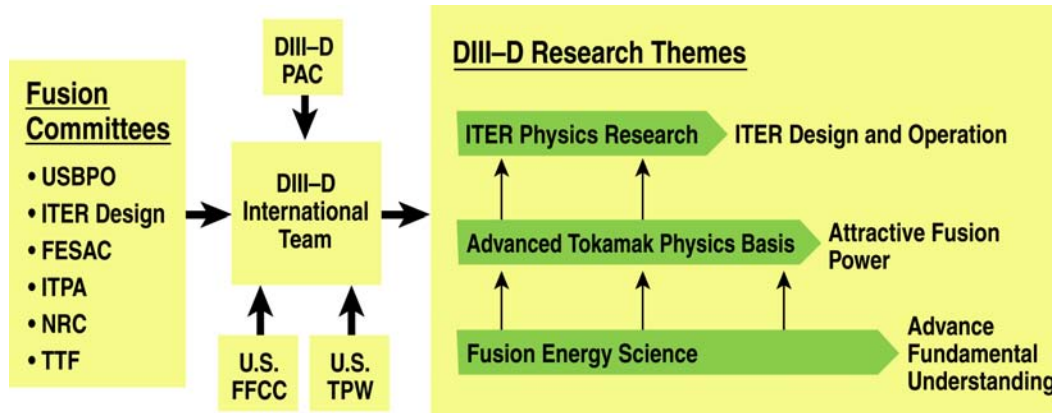 Fusion
Committees
• USBPO
• ITER Design
• FESAC
• ITPA
• NRC
• TTF
DIII–D
PAC
DIII–D
International
Team
U.S.
FFCC
U.S.
TPW
DIII–D Research Themes
ITER Physics Research
ITER Design and Operation
Advanced Tokamak Physics Basis
Attractive Fusion
Power
Fusion Energy Science
Advance
Fundamental
Understanding